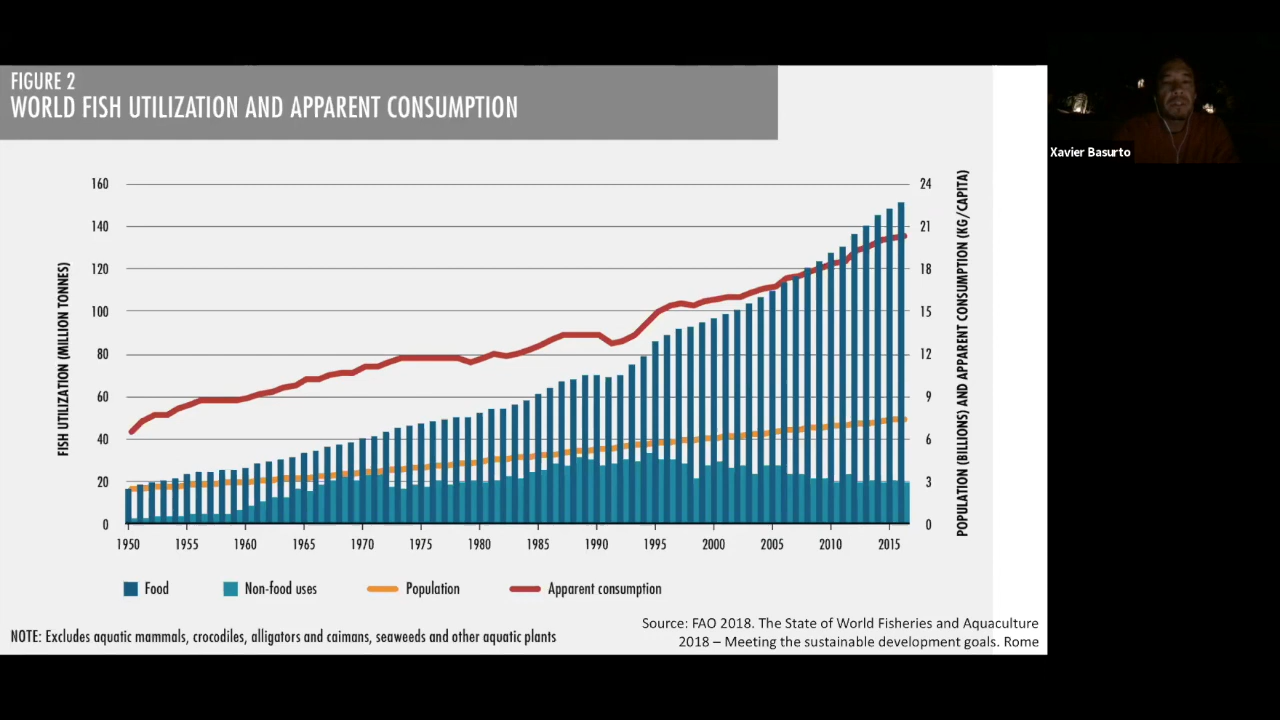 FIGURE 2
WORLD FISH UTILIZATION AND APPARENT CONSUMPTION
Xavier Basurto
FISH UTILIZATION (MILLION TONNES)
160
140
120
100
80
60
40
20
0
24
21
18
15
12
9
6
3
0
POPULATION (BILLIONS) AND APPARENT CONSUMPTION (KG/CAPITA)
1950 1955 1960 1965 1970 1975 1980 1985 1990 1995 2000 2005 2010 2015
Food Non-food uses Population Apparent consumption
NOTE: Excludes aquatic mammals, crocodiles, alligators and caimans, seaweeds and other aquatic plants
Source: FAO 2018. The State of World Fisheries and Aquaculture
2018 – Meeting the sustainable development goals. Rome